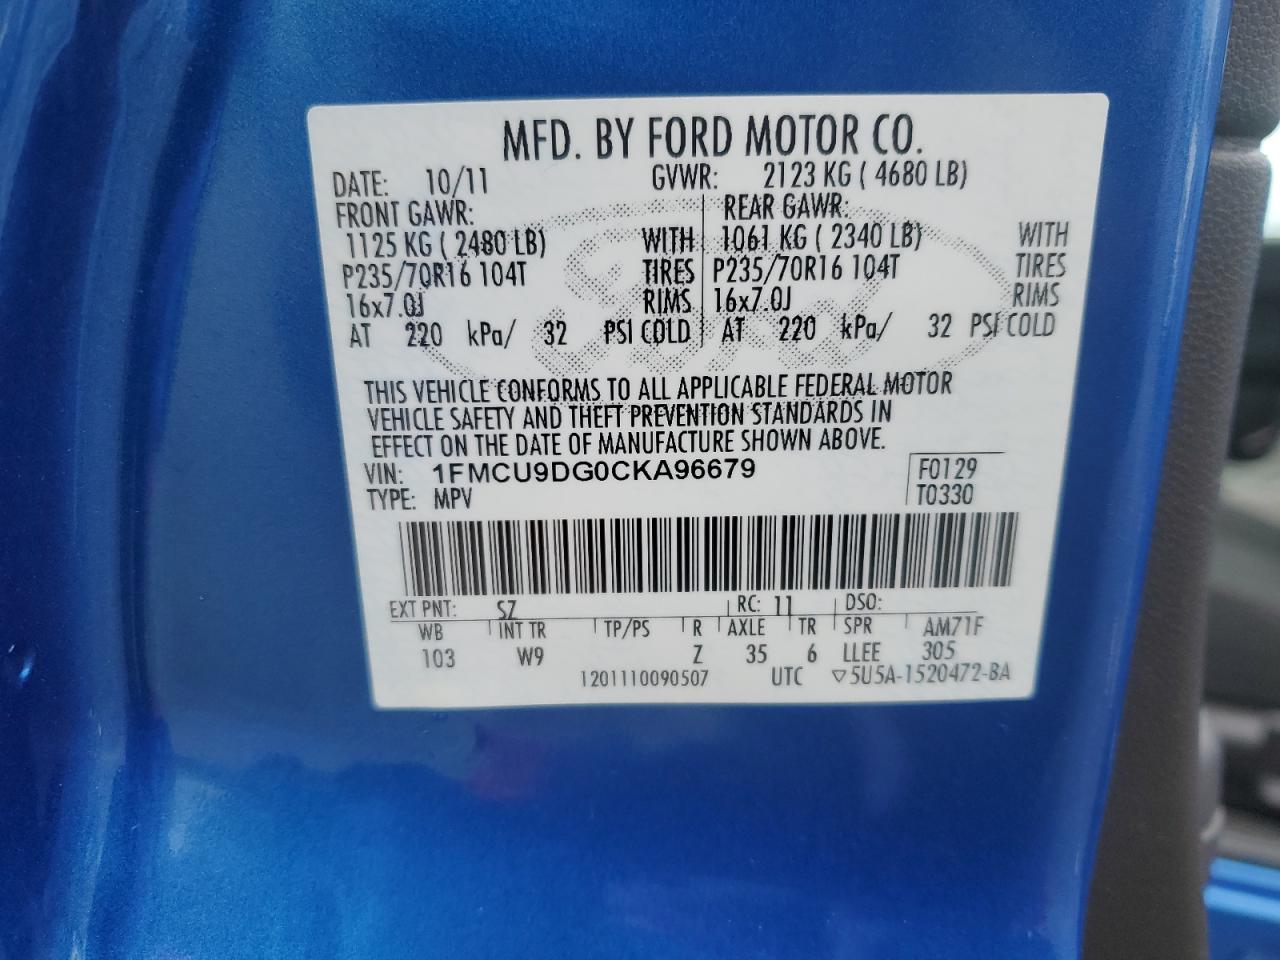 MFD. BY FORD MOTOR CO.
DATE: 10/11 GVWR: 2123 KG ( 4680 LB)
FRONT GAWR: REAR GAWR:
1125 KG ( 2480 LB) WITH 1061 KG ( 2340 LB) WITH
P235/70R16 104T TIRES P235/70R16 104T TIRES
16x7.0J RIMS 16x7.0J RIMS
AT 220 kPa/ 32 PSI COLD AT 220 kPa/ 32 PSI COLD
THIS VEHICLE CONFORMS TO ALL APPLICABLE FEDERAL MOTOR
VEHICLE SAFETY AND THEFT PREVENTION STANDARDS IN
EFFECT ON THE DATE OF MANUFACTURE SHOWN ABOVE.
VIN: 1FMCU9DG0CKA96679 F0129
TYPE: MPV T0330
EXT PNT: SZ RC: 11 DSO:
WB INT TR TP/PS R AXLE TR SPR AM71F
103 W9 Z 35 6 LLEE 305
1201110090507 UTC ▽5U5A-1520472-BA